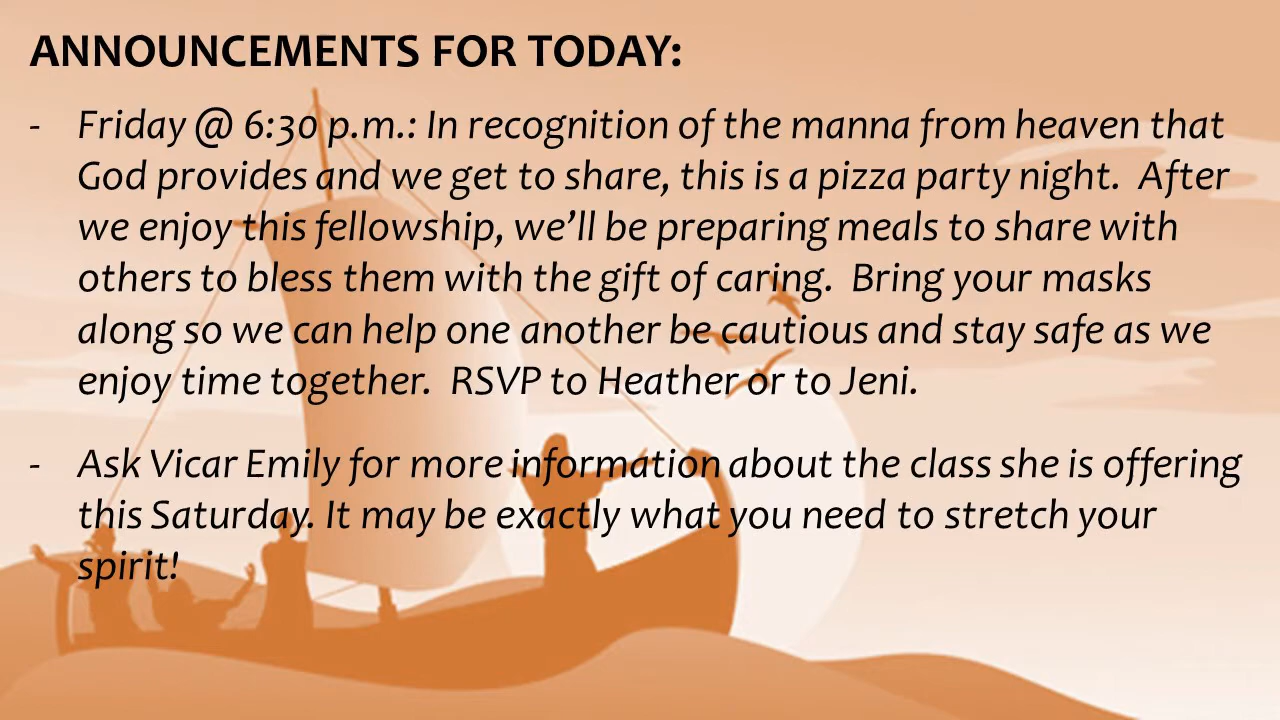 ANNOUNCEMENTS FOR TODAY:
- Friday @ 6:30 p.m.: In recognition of the manna from heaven that
God provides and we get to share, this is a pizza party night.  After
we enjoy this fellowship, we’ll be preparing meals to share with
others to bless them with the gift of caring.  Bring your masks
along so we can help one another be cautious and stay safe as we
enjoy time together.  RSVP to Heather or to Jeni.
- Ask Vicar Emily for more information about the class she is offering
this Saturday. It may be exactly what you need to stretch your
spirit!